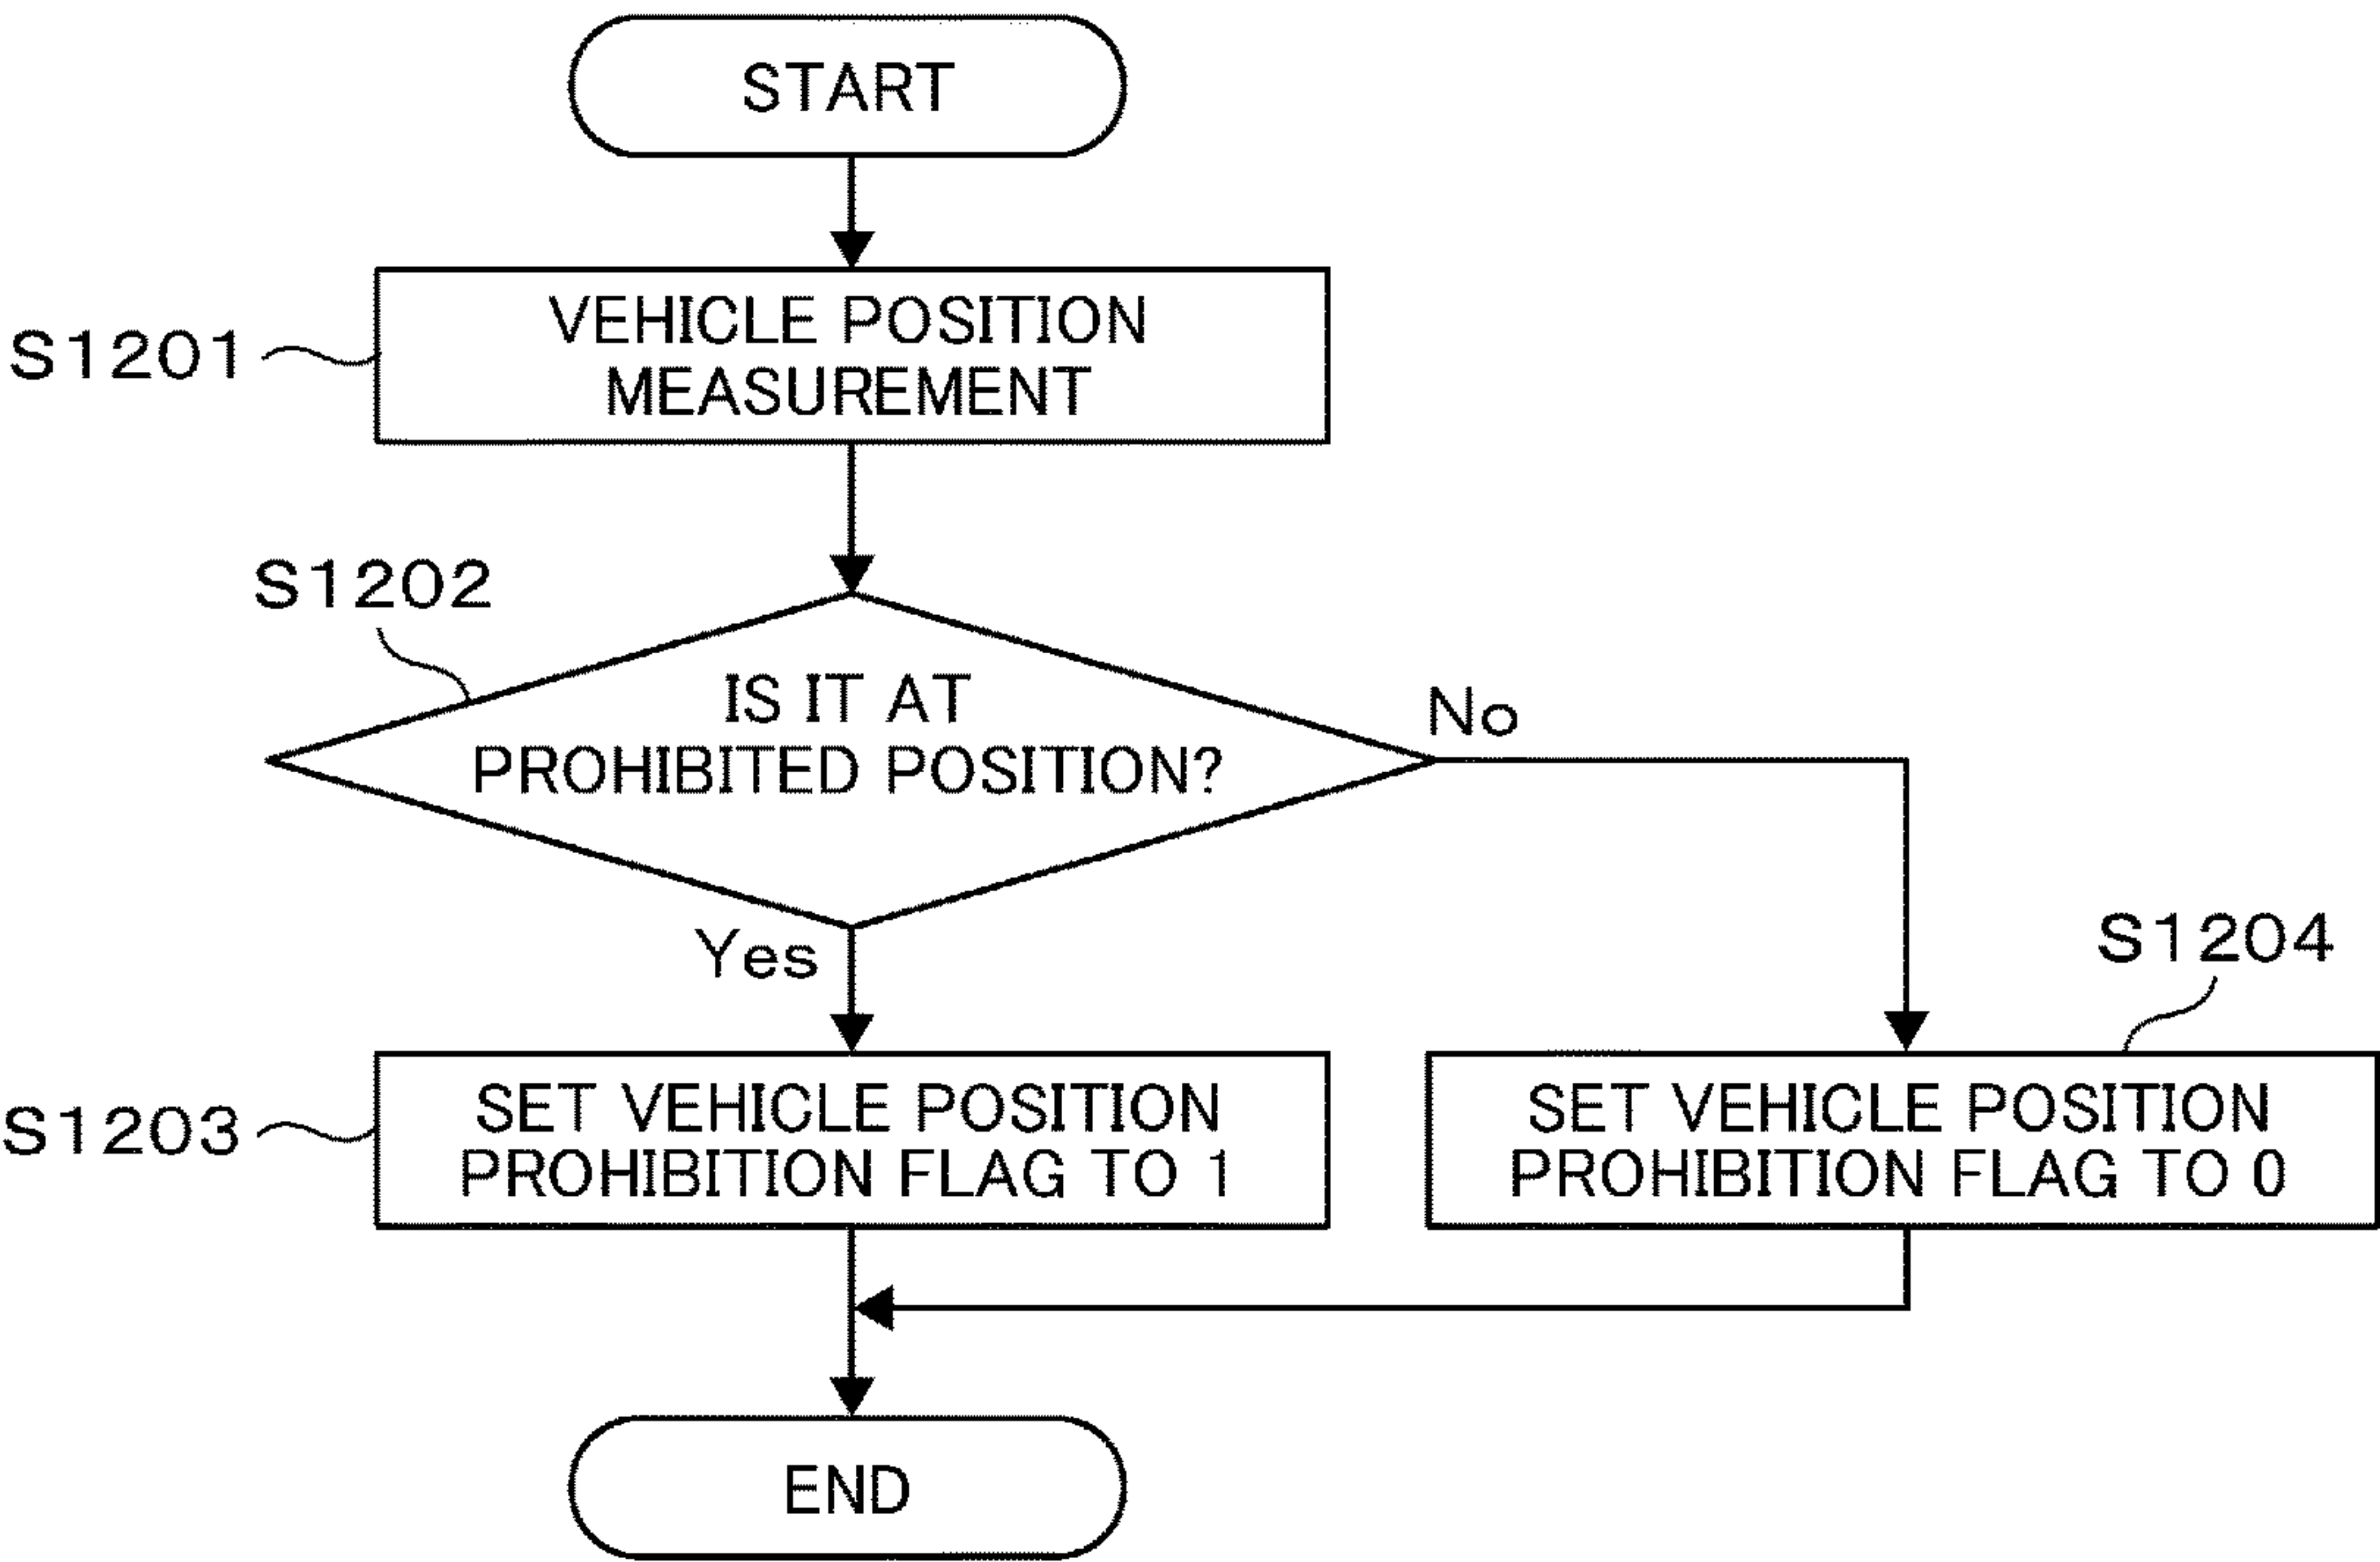 START
S1201
VEHICLE POSITION
MEASUREMENT
S1202
IS IT AT
PROHIBITED POSITION?
No
Yes
S1203
SET VEHICLE POSITION
PROHIBITION FLAG TO 1
S1204
SET VEHICLE POSITION
PROHIBITION FLAG TO 0
END